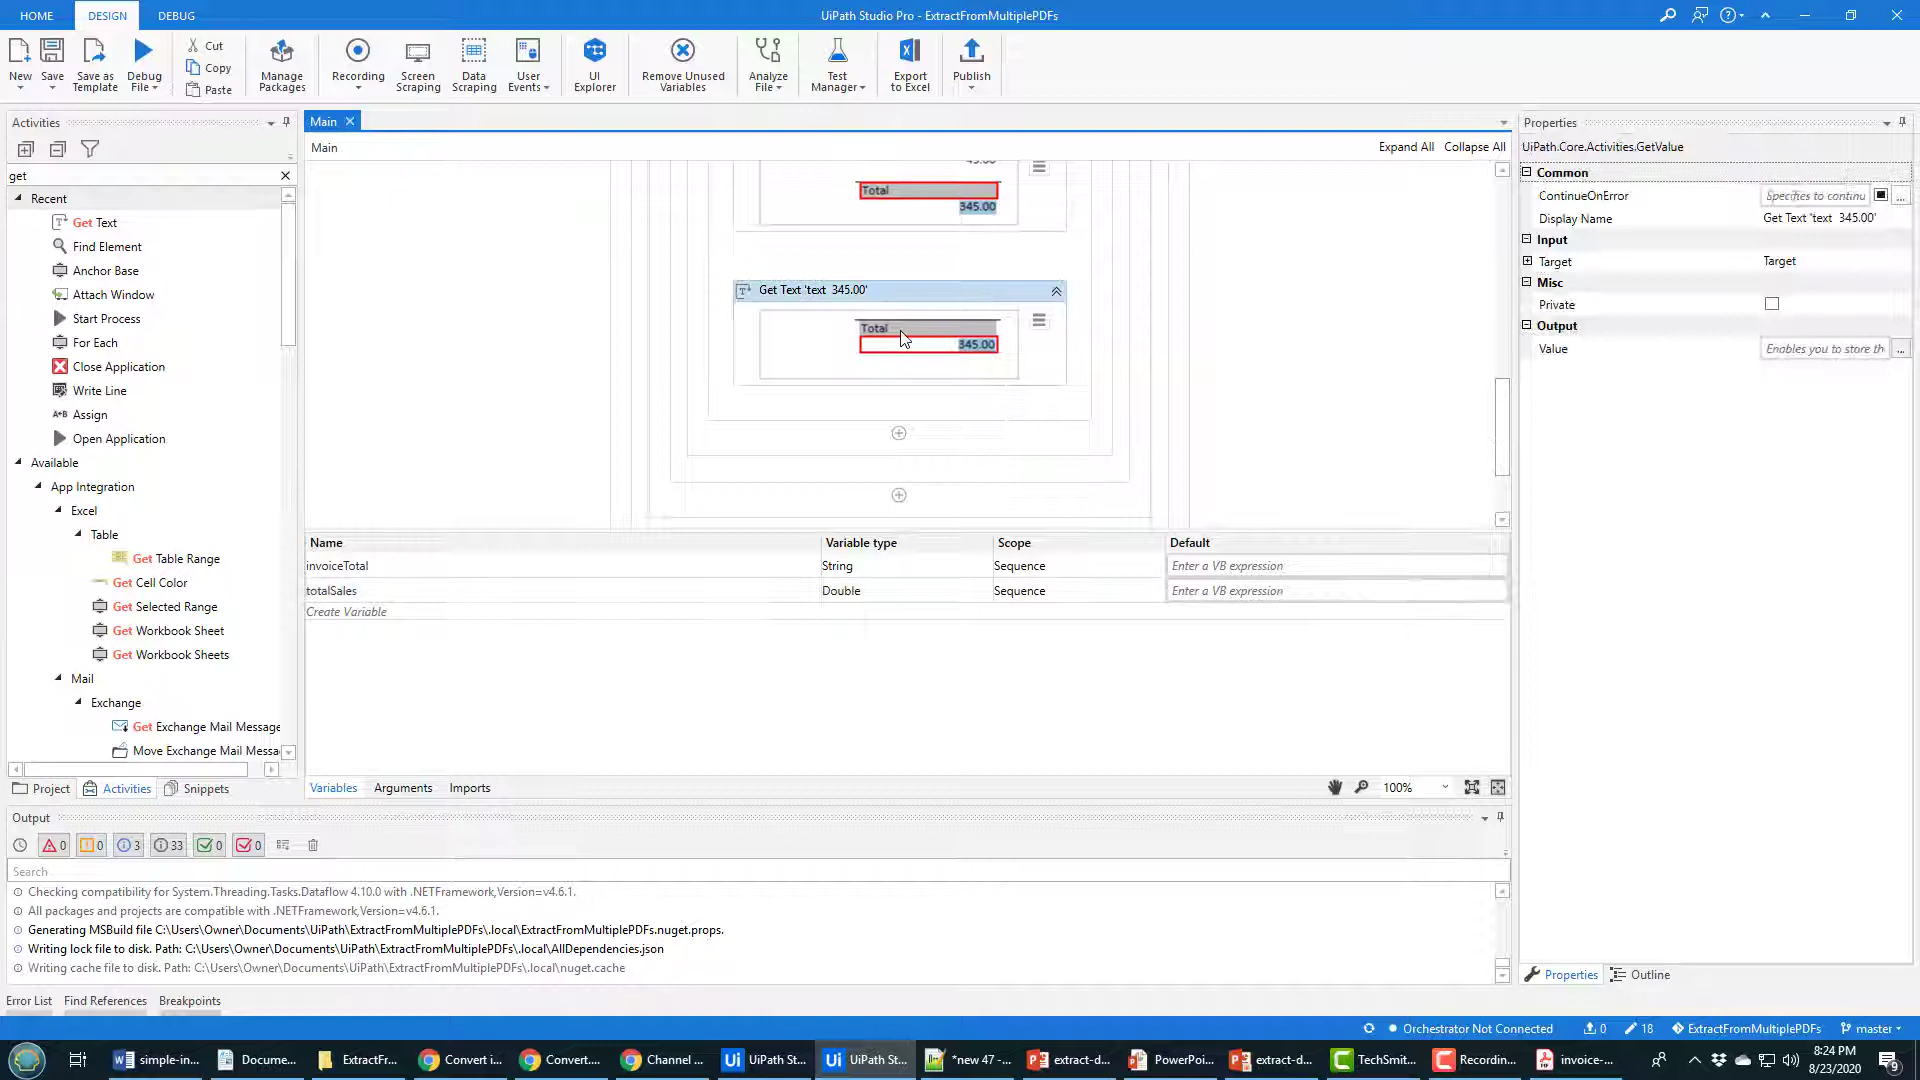 HOME DESIGN DEBUG
UiPath Studio Pro - ExtractFromMultiplePDFs
New Save Save as Template Debug File Cut Copy Paste Manage Packages Recording Screen Scraping Data Scraping User Events UI Explorer Remove Unused Variables Analyze File Test Manager Export to Excel Publish
Activities
get
Recent
Get Text
Find Element
Anchor Base
Attach Window
Start Process
For Each
Close Application
Write Line
Assign
Open Application
Available
App Integration
Excel
Table
Get Table Range
Get Cell Color
Get Selected Range
Get Workbook Sheet
Get Workbook Sheets
Mail
Exchange
Get Exchange Mail Message
Move Exchange Mail Messa
Project Activities Snippets
Main
Main Expand All Collapse All
45.00
Total
345.00
Get Text 'text 345.00'
Total
345.00
Name Variable type Scope Default
invoiceTotal String Sequence Enter a VB expression
totalSales Double Sequence Enter a VB expression
Create Variable
Variables Arguments Imports 100%
Properties
UiPath.Core.Activities.GetValue
Common
ContinueOnError Specifies to continu ...
Display Name Get Text 'text 345.00'
Input
Target Target
Misc
Private
Output
Value Enables you to store th ...
Properties Outline
Output
0 0 3 33 0 0
Search
Checking compatibility for System.Threading.Tasks.Dataflow 4.10.0 with .NETFramework,Version=v4.6.1.
All packages and projects are compatible with .NETFramework,Version=v4.6.1.
Generating MSBuild file C:\Users\Owner\Documents\UiPath\ExtractFromMultiplePDFs\.local\ExtractFromMultiplePDFs.nuget.props.
Writing lock file to disk. Path: C:\Users\Owner\Documents\UiPath\ExtractFromMultiplePDFs\.local\AllDependencies.json
Writing cache file to disk. Path: C:\Users\Owner\Documents\UiPath\ExtractFromMultiplePDFs\.local\nuget.cache
Error List Find References Breakpoints
Orchestrator Not Connected 0 18 ExtractFromMultiplePDFs master
simple-in... Docume... ExtractFr... Convert i... Convert.... Channel ... UiPath St... UiPath St... *new 47 -... extract-d... PowerPoi... extract-d... TechSmit... Recordin... invoice-...
8:24 PM
8/23/2020
9